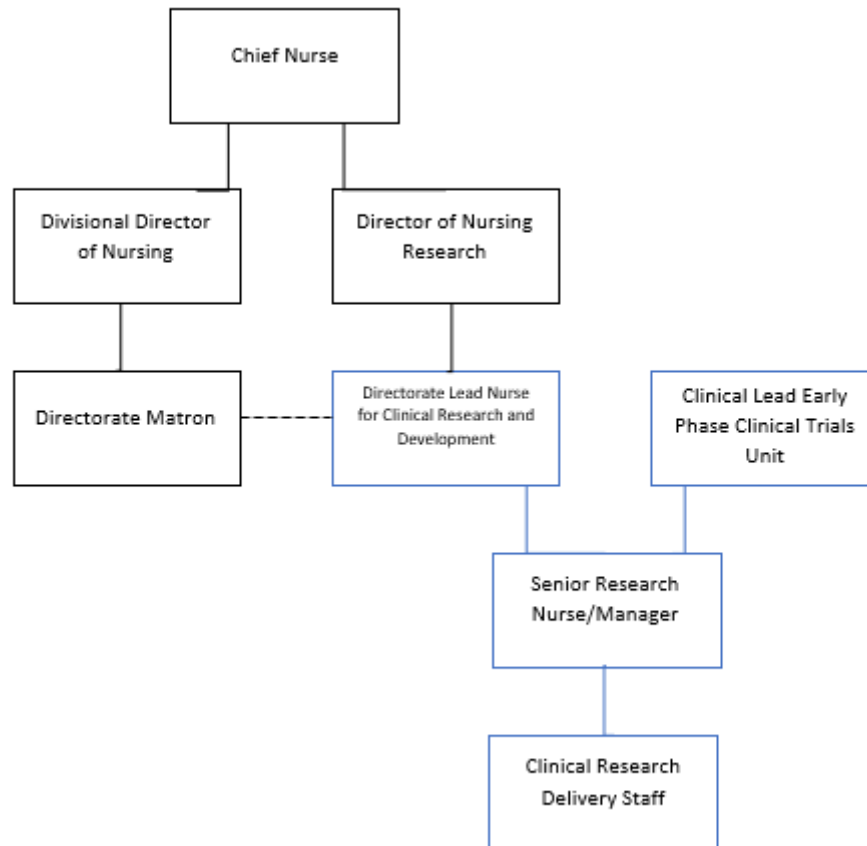 Chief Nurse
Divisional Director
of Nursing
Director of Nursing
Research
Directorate Matron
Directorate Lead Nurse
for Clinical Research and
Development
Clinical Lead Early
Phase Clinical Trials
Unit
Senior Research
Nurse/Manager
Clinical Research
Delivery Staff